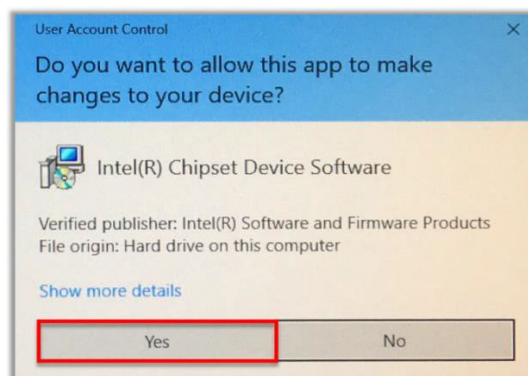 User Account Control
Do you want to allow this app to make
changes to your device?
Intel(R) Chipset Device Software
Verified publisher: Intel(R) Software and Firmware Products
File origin: Hard drive on this computer
Show more details
Yes
No